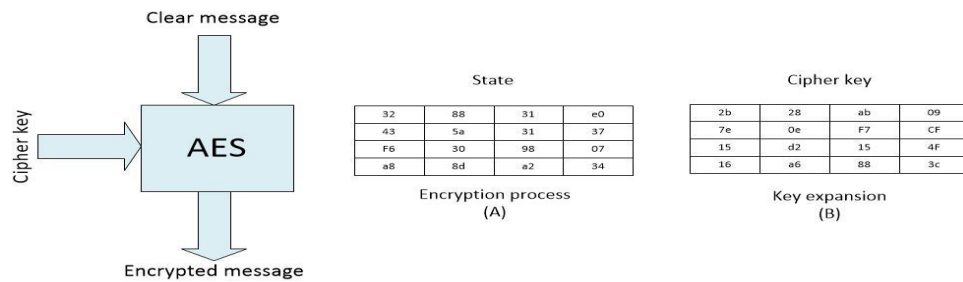 Clear message
Cipher key
AES
Encrypted message
State
32 88 31 e0
43 5a 31 37
F6 30 98 07
a8 8d a2 34
Encryption process
(A)
Cipher key
2b 28 ab 09
7e 0e F7 CF
15 d2 15 4F
16 a6 88 3c
Key expansion
(B)